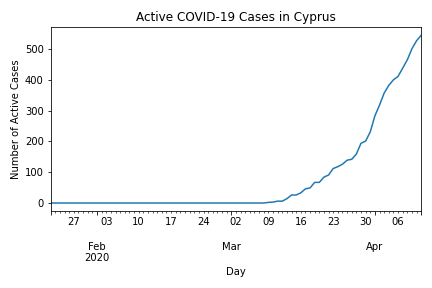 Active COVID-19 Cases in Cyprus
500
400
300
200
100
0
Number of Active Cases
27 03 10 17 24 02 09 16 23 30 06
Feb Mar Apr
2020
Day